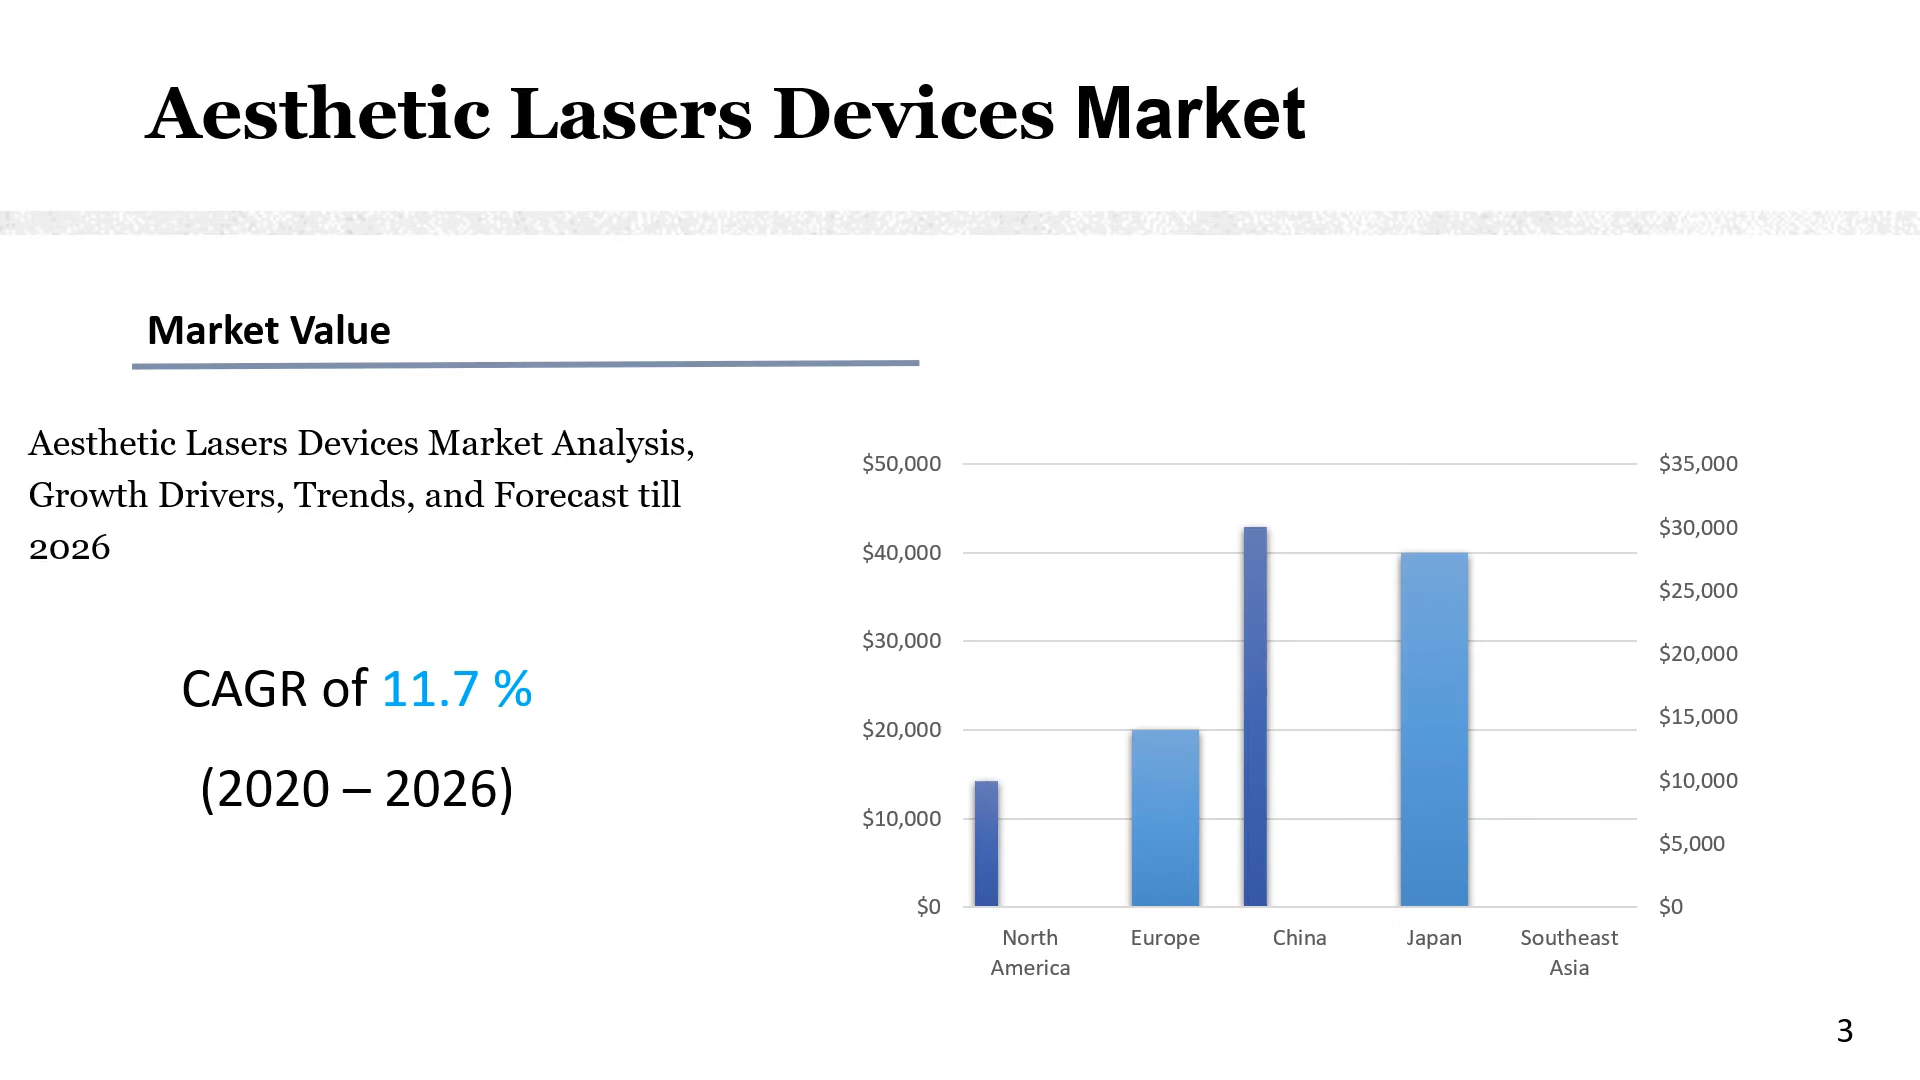 Aesthetic Lasers Devices Market
Market Value
Aesthetic Lasers Devices Market Analysis,
Growth Drivers, Trends, and Forecast till
2026
CAGR of 11.7 %
(2020 – 2026)
$50,000
$40,000
$30,000
$20,000
$10,000
$0
$35,000
$30,000
$25,000
$20,000
$15,000
$10,000
$5,000
$0
North
America
Europe
China
Japan
Southeast
Asia
3